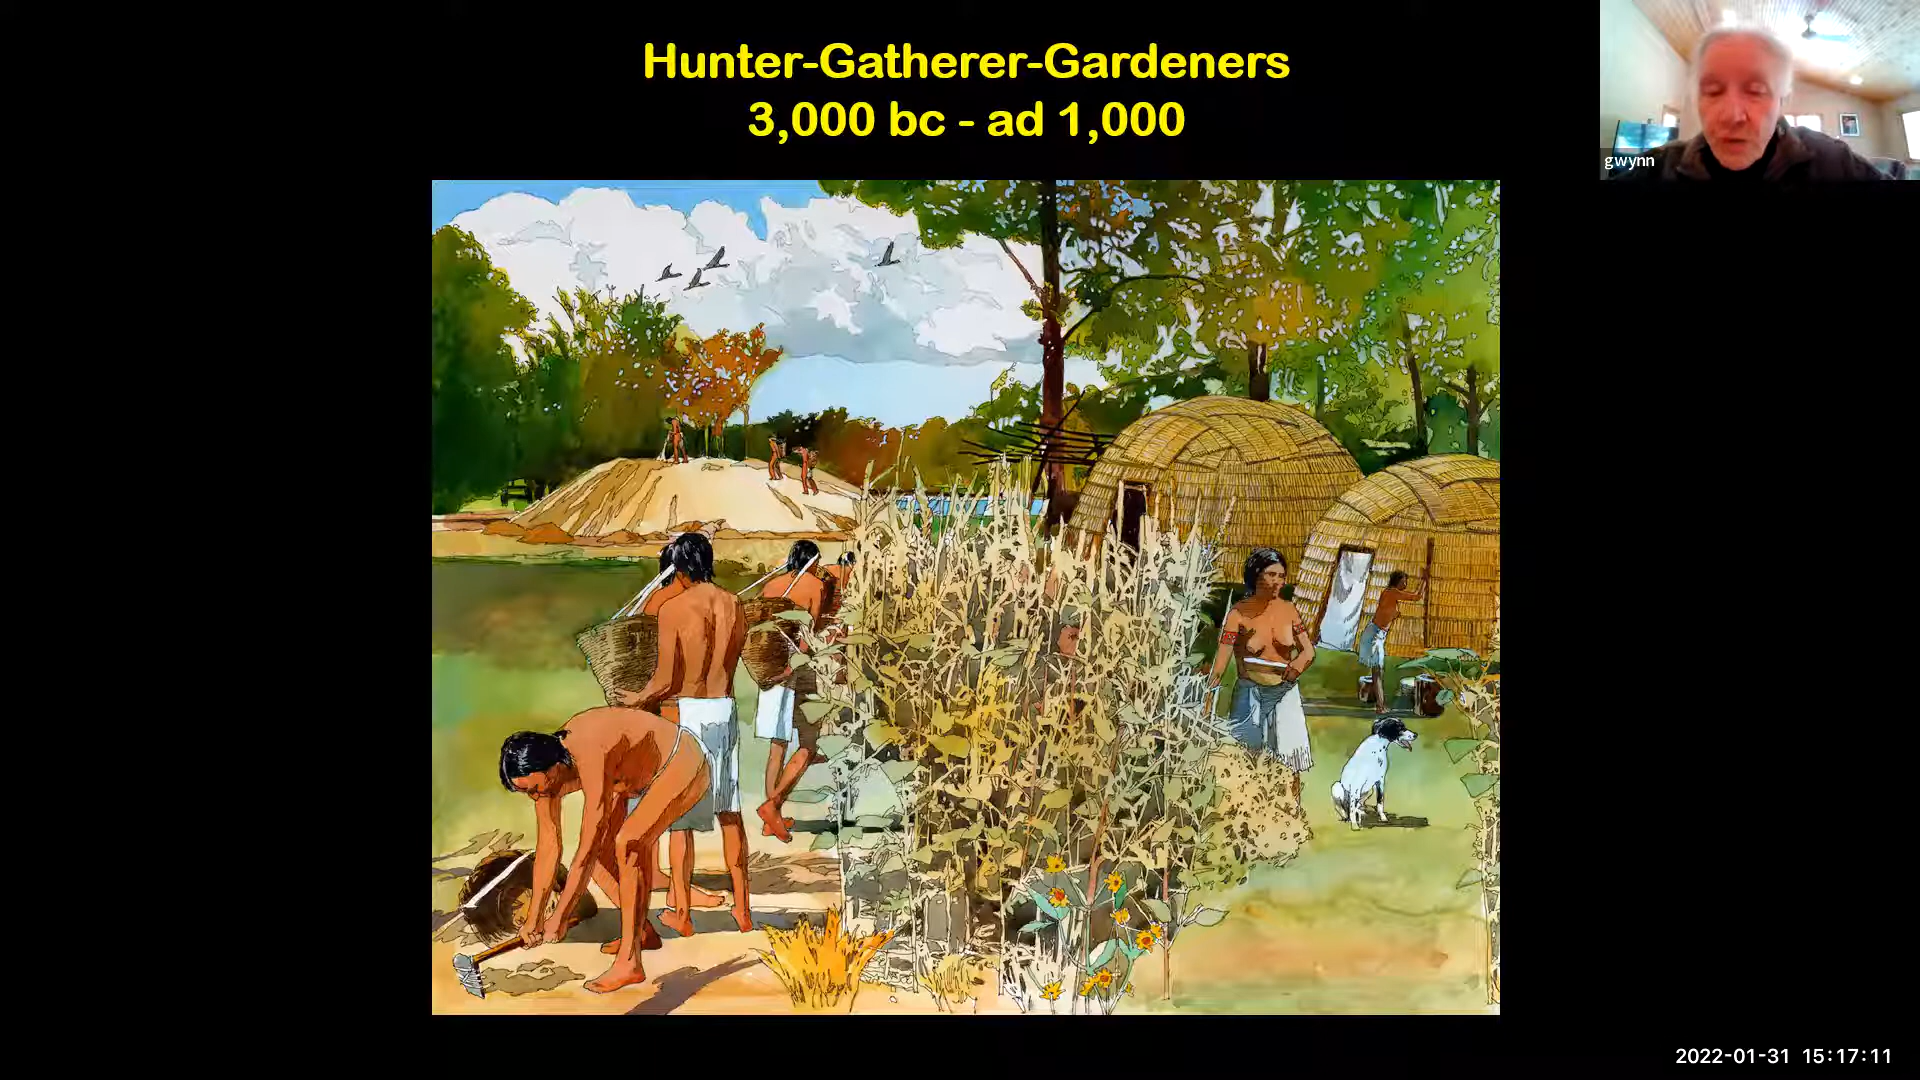 Hunter-Gatherer-Gardeners
3,000 bc - ad 1,000
gwynn
2022-01-31 15:17:11